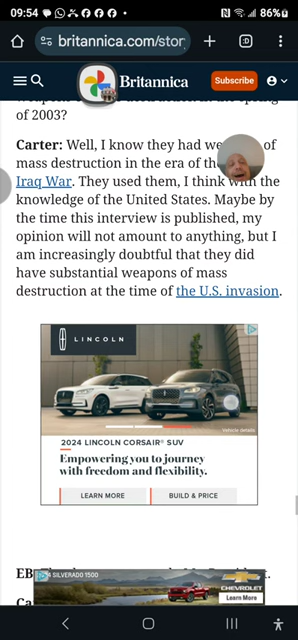 09:54
86%
britannica.com/stor
Britannica
Subscribe
of 2003?
Carter: Well, I know they had we of
mass destruction in the era of the
Iraq War. They used them, I think with the
knowledge of the United States. Maybe by
the time this interview is published, my
opinion will not amount to anything, but I
am increasingly doubtful that they did
have substantial weapons of mass
destruction at the time of the U.S. invasion.
LINCOLN
Vehicle details
2024 LINCOLN CORSAIR® SUV
Empowering you to journey
with freedom and flexibility.
LEARN MORE
BUILD & PRICE
EB:
SILVERADO 1500
CHEVROLET
Learn More
Ca